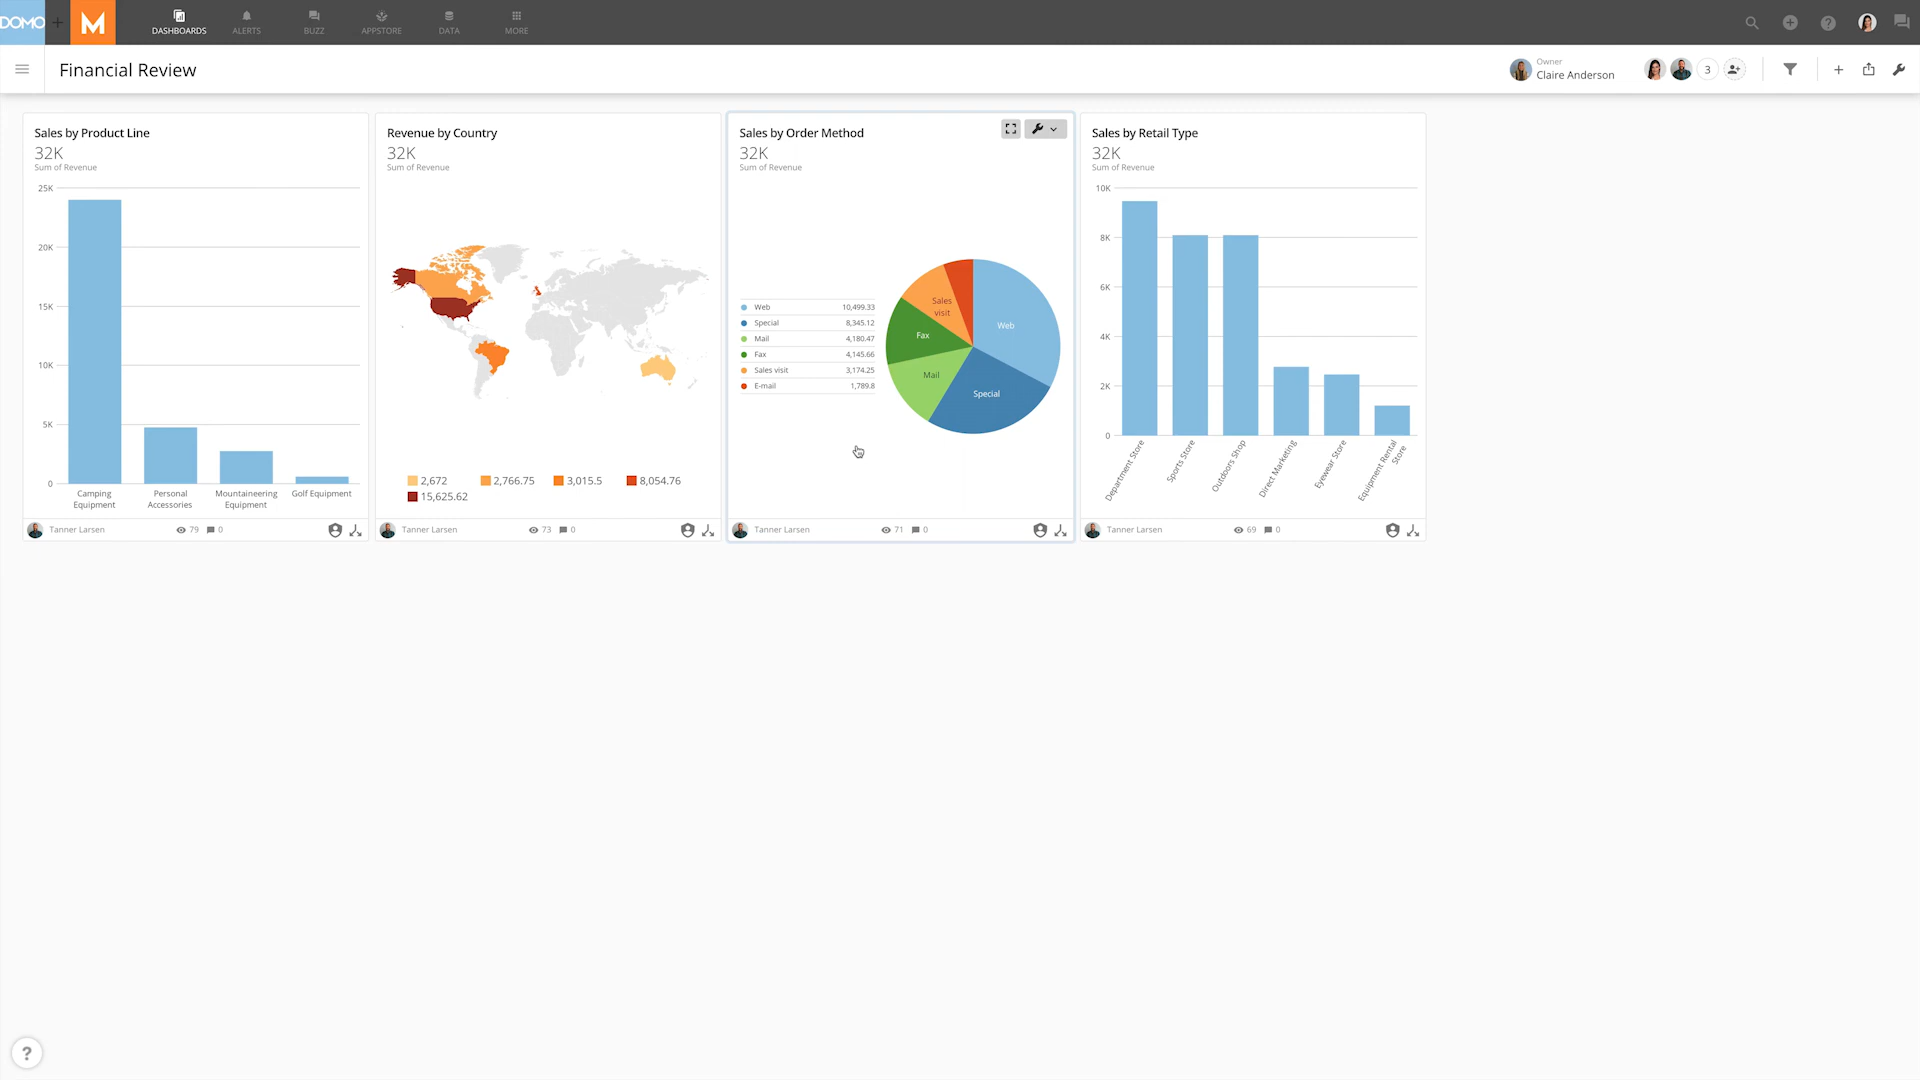 DOMO
M
DASHBOARDS
ALERTS
BUZZ
APPSTORE
DATA
MORE
Financial Review
Owner
Claire Anderson
3
Sales by Product Line
32K
Sum of Revenue
25K
20K
15K
10K
5K
0
Camping Equipment
Personal Accessories
Mountaineering Equipment
Golf Equipment
Tanner Larsen
79
0
Revenue by Country
32K
Sum of Revenue
2,672
2,766.75
3,015.5
8,054.76
15,625.62
Tanner Larsen
73
0
Sales by Order Method
32K
Sum of Revenue
Web 10,499.33
Special 8,345.12
Mail 4,180.47
Fax 4,145.66
Sales visit 3,174.25
E-mail 1,789.8
Sales visit
Web
Fax
Mail
Special
Tanner Larsen
71
0
Sales by Retail Type
32K
Sum of Revenue
10K
8K
6K
4K
2K
0
Department Store
Sports Store
Outdoors Shop
Direct Marketing
Eyewear Store
Equipment Rental Store
Tanner Larsen
69
0
?